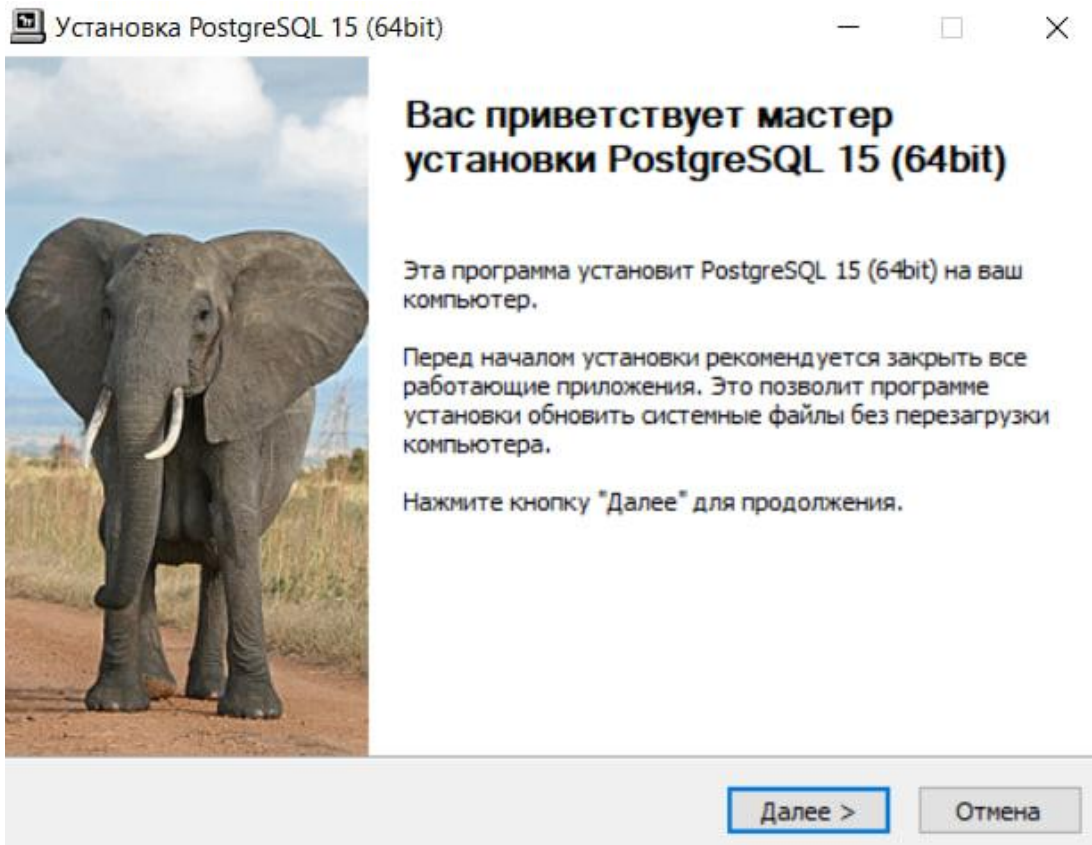 Установка PostgreSQL 15 (64bit)
Вас приветствует мастер
установки PostgreSQL 15 (64bit)
Эта программа установит PostgreSQL 15 (64bit) на ваш
компьютер.
Перед началом установки рекомендуется закрыть все
работающие приложения. Это позволит программе
установки обновить системные файлы без перезагрузки
компьютера.
Нажмите кнопку "Далее" для продолжения.
Далее >
Отмена